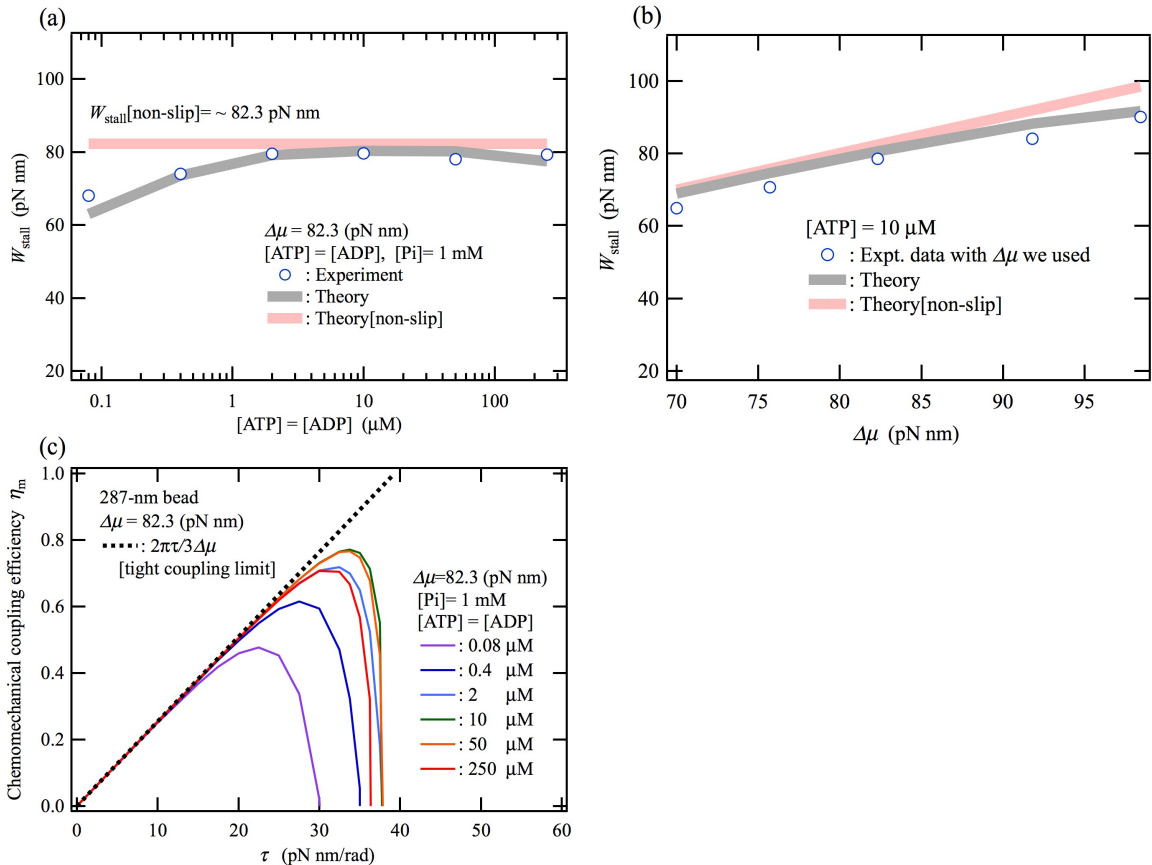 (a)
100
80
60
40
20
W_stall (pN nm)
W_stall[non-slip]= ~ 82.3 pN nm
Δμ = 82.3 (pN nm)
[ATP] = [ADP], [Pi]= 1 mM
: Experiment
: Theory
: Theory[non-slip]
0.1 1 10 100
[ATP] = [ADP] (μM)
(b)
100
80
60
40
20
W_stall (pN nm)
[ATP] = 10 μM
: Expt. data with Δμ we used
: Theory
: Theory[non-slip]
70 75 80 85 90 95
Δμ (pN nm)
(c)
1.0
0.8
0.6
0.4
0.2
0.0
Chemomechanical coupling efficiency η_m
287-nm bead
Δμ = 82.3 (pN nm)
: 2πτ/3Δμ
[tight coupling limit]
Δμ=82.3 (pN nm)
[Pi]= 1 mM
[ATP] = [ADP]
: 0.08 μM
: 0.4 μM
: 2 μM
: 10 μM
: 50 μM
: 250 μM
0 10 20 30 40 50 60
τ (pN nm/rad)